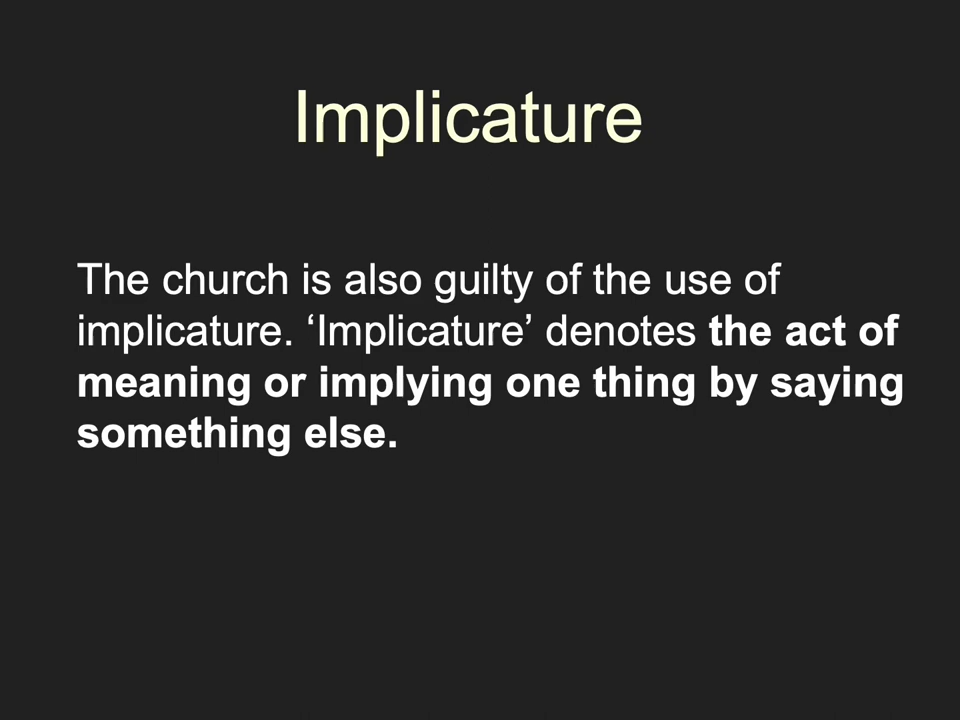 Implicature
The church is also guilty of the use of
implicature. ‘Implicature’ denotes the act of
meaning or implying one thing by saying
something else.